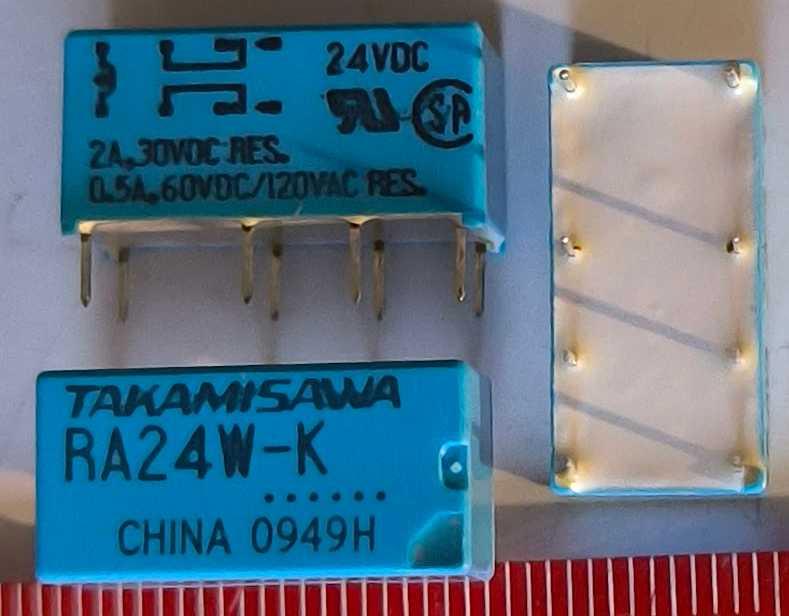 24VDC
2A,30VDC RES.
0.5A,60VDC/120VAC RES.
TAKAMISAWA
RA24W-K
CHINA 0949H